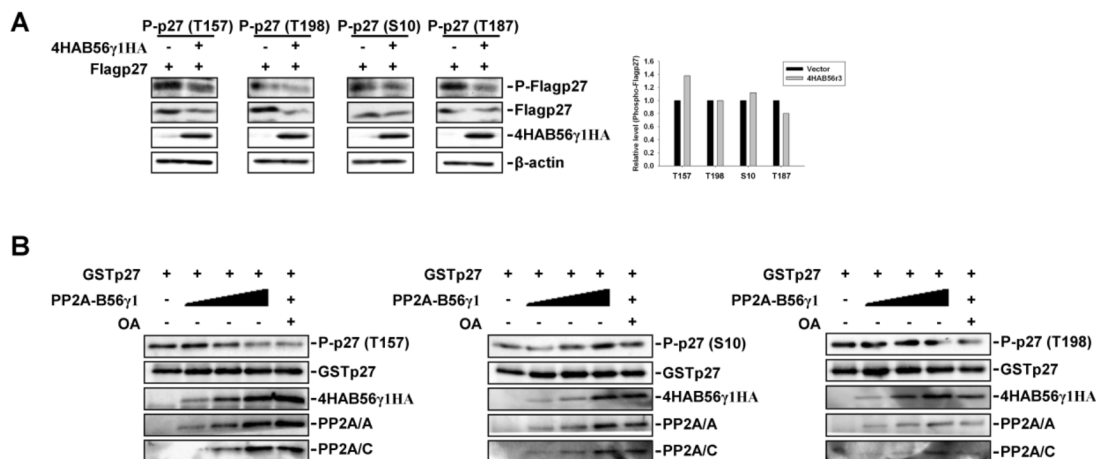 A
P-p27 (T157) P-p27 (T198) P-p27 (S10) P-p27 (T187)
4HAB56γ1HA - + - + - + - +
Flagp27 + + + + + + + +
-P-Flagp27
-Flagp27
-4HAB56γ1HA
-β-actin
Relative level (Phospho-Flagp27)
1.6
1.4
1.2
1.0
0.8
0.6
0.4
0.2
0.0
T157 T198 S10 T187
Vector
4HAB56r3
B
GSTp27 + + + + +
PP2A-B56γ1 - +
OA - - - +
-P-p27 (T157)
-GSTp27
-4HAB56γ1HA
-PP2A/A
-PP2A/C
GSTp27 + + + + +
PP2A-B56γ1 - +
OA - - - +
-P-p27 (S10)
-GSTp27
-4HAB56γ1HA
-PP2A/A
-PP2A/C
GSTp27 + + + + +
PP2A-B56γ1 - +
OA - - - +
-P-p27 (T198)
-GSTp27
-4HAB56γ1HA
-PP2A/A
-PP2A/C